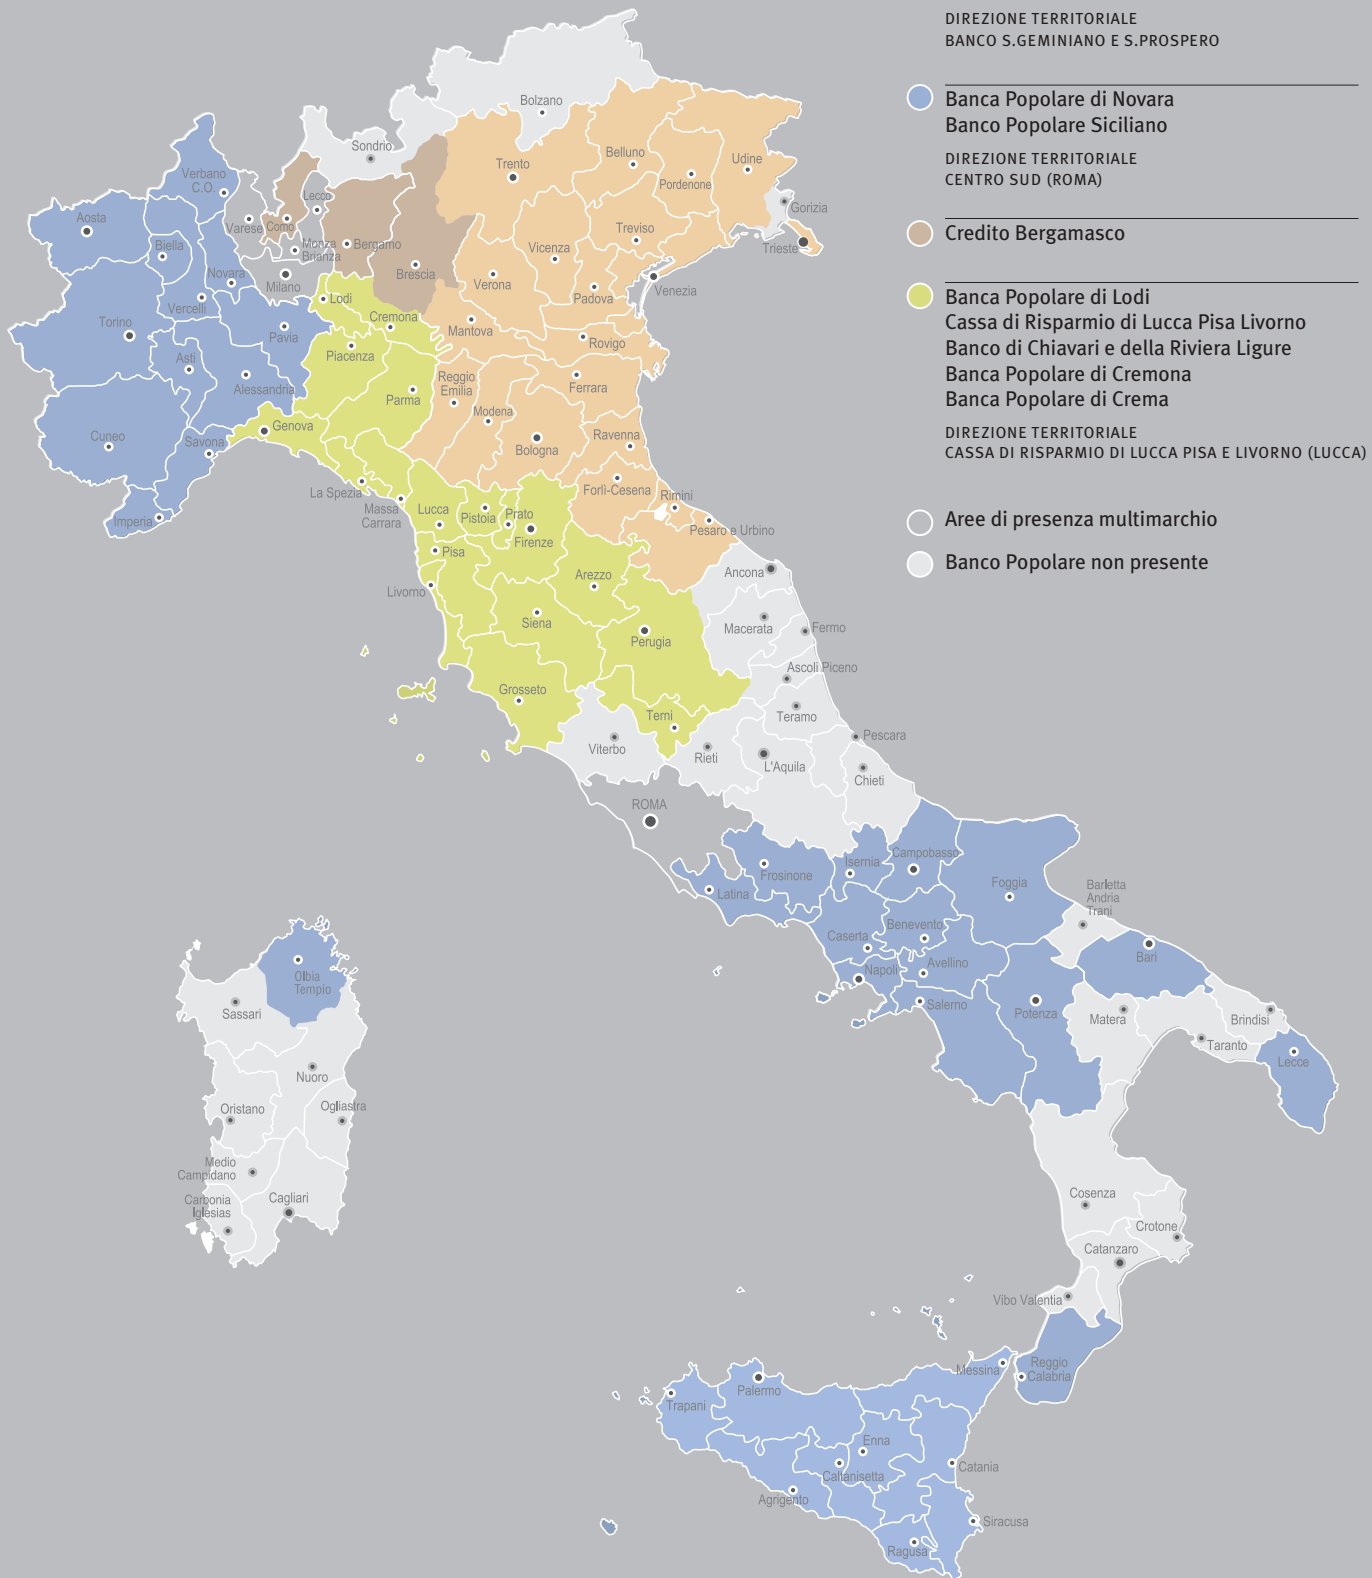 DIREZIONE TERRITORIALE
BANCO S.GEMINIANO E S.PROSPERO
Banca Popolare di Novara
Banco Popolare Siciliano
DIREZIONE TERRITORIALE
CENTRO SUD (ROMA)
Credito Bergamasco
Banca Popolare di Lodi
Cassa di Risparmio di Lucca Pisa Livorno
Banco di Chiavari e della Riviera Ligure
Banca Popolare di Cremona
Banca Popolare di Crema
DIREZIONE TERRITORIALE
CASSA DI RISPARMIO DI LUCCA PISA E LIVORNO (LUCCA)
Aree di presenza multimarchio
Banco Popolare non presente
Bolzano
Sondrio
Trento
Belluno
Pordenone
Udine
Gorizia
Trieste
Verbano
C.O.
Aosta
Biella
Varese
Como
Lecco
Monza
Brianza
Bergamo
Brescia
Milano
Novara
Vercelli
Torino
Asti
Pavia
Alessandria
Cuneo
Savona
Imperia
Genova
Lodi
Cremona
Piacenza
Parma
Verona
Vicenza
Treviso
Padova
Venezia
Mantova
Rovigo
Reggio
Emilia
Modena
Ferrara
Bologna
Ravenna
Forlì-Cesena
Rimini
Pesaro e Urbino
La Spezia
Massa
Carrara
Lucca
Pistoia
Prato
Firenze
Pisa
Livorno
Arezzo
Siena
Grosseto
Perugia
Terni
Ancona
Macerata
Fermo
Ascoli Piceno
Teramo
Pescara
Viterbo
Rieti
L'Aquila
Chieti
ROMA
Latina
Frosinone
Isernia
Campobasso
Foggia
Barletta
Andria
Trani
Bari
Caserta
Benevento
Napoli
Avellino
Salerno
Potenza
Matera
Taranto
Brindisi
Lecce
Olbia
Tempio
Sassari
Nuoro
Oristano
Ogliastra
Medio
Campidano
Carbonia
Iglesias
Cagliari
Cosenza
Crotone
Catanzaro
Vibo Valentia
Reggio
Calabria
Messina
Palermo
Trapani
Enna
Caltanisetta
Catania
Agrigento
Siracusa
Ragusa